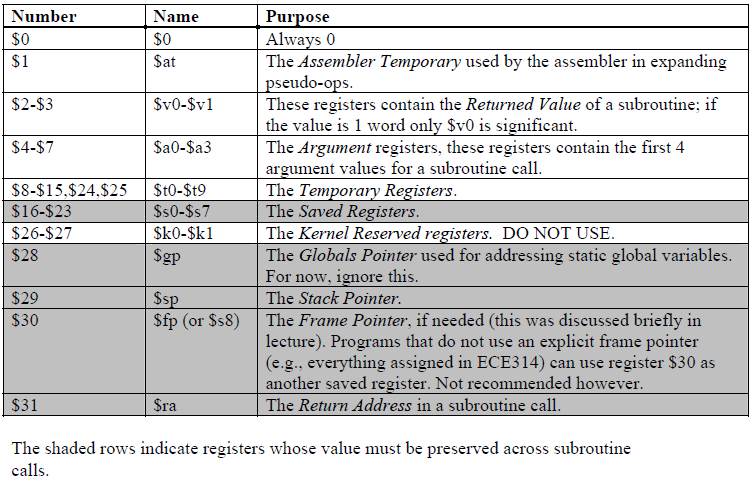 Number Name Purpose
$0 $0 Always 0
$1 $at The Assembler Temporary used by the assembler in expanding
pseudo-ops.
$2-$3 $v0-$v1 These registers contain the Returned Value of a subroutine; if
the value is 1 word only $v0 is significant.
$4-$7 $a0-$a3 The Argument registers, these registers contain the first 4
argument values for a subroutine call.
$8-$15,$24,$25 $t0-$t9 The Temporary Registers.
$16-$23 $s0-$s7 The Saved Registers.
$26-$27 $k0-$k1 The Kernel Reserved registers. DO NOT USE.
$28 $gp The Globals Pointer used for addressing static global variables.
For now, ignore this.
$29 $sp The Stack Pointer.
$30 $fp (or $s8) The Frame Pointer, if needed (this was discussed briefly in
lecture). Programs that do not use an explicit frame pointer
(e.g., everything assigned in ECE314) can use register $30 as
another saved register. Not recommended however.
$31 $ra The Return Address in a subroutine call.
The shaded rows indicate registers whose value must be preserved across subroutine
calls.